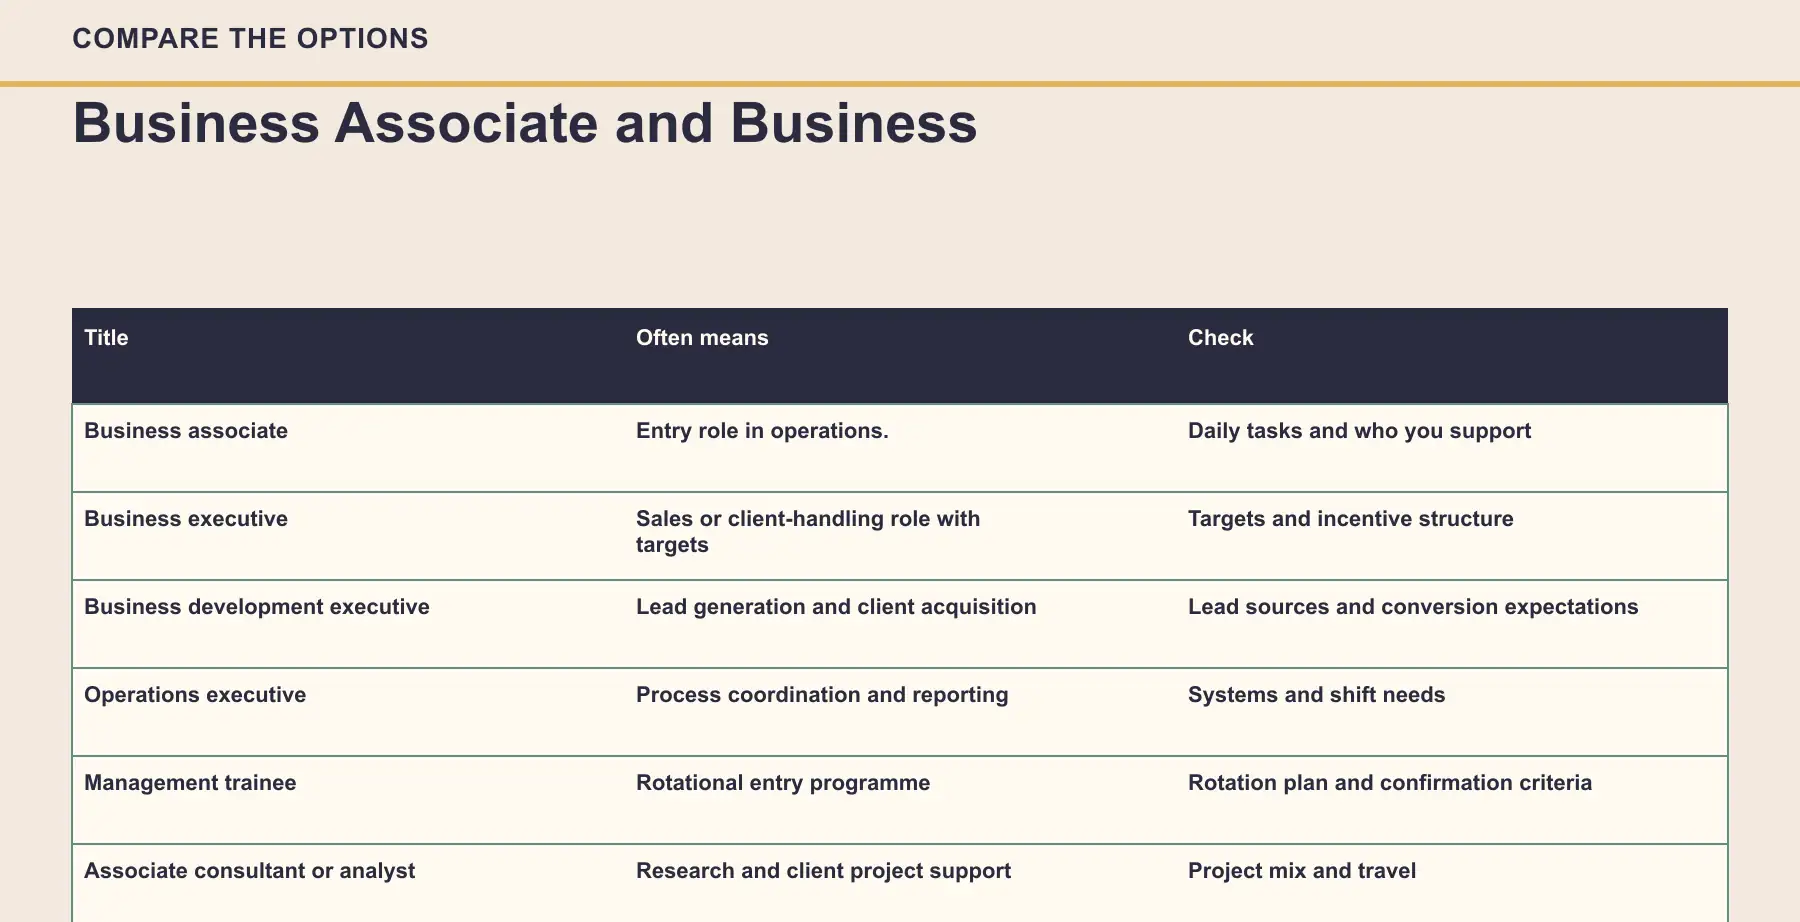 COMPARE THE OPTIONS
Business Associate and Business
Title Often means Check
Business associate Entry role in operations. Daily tasks and who you support
Business executive Sales or client-handling role with targets Targets and incentive structure
Business development executive Lead generation and client acquisition Lead sources and conversion expectations
Operations executive Process coordination and reporting Systems and shift needs
Management trainee Rotational entry programme Rotation plan and confirmation criteria
Associate consultant or analyst Research and client project support Project mix and travel